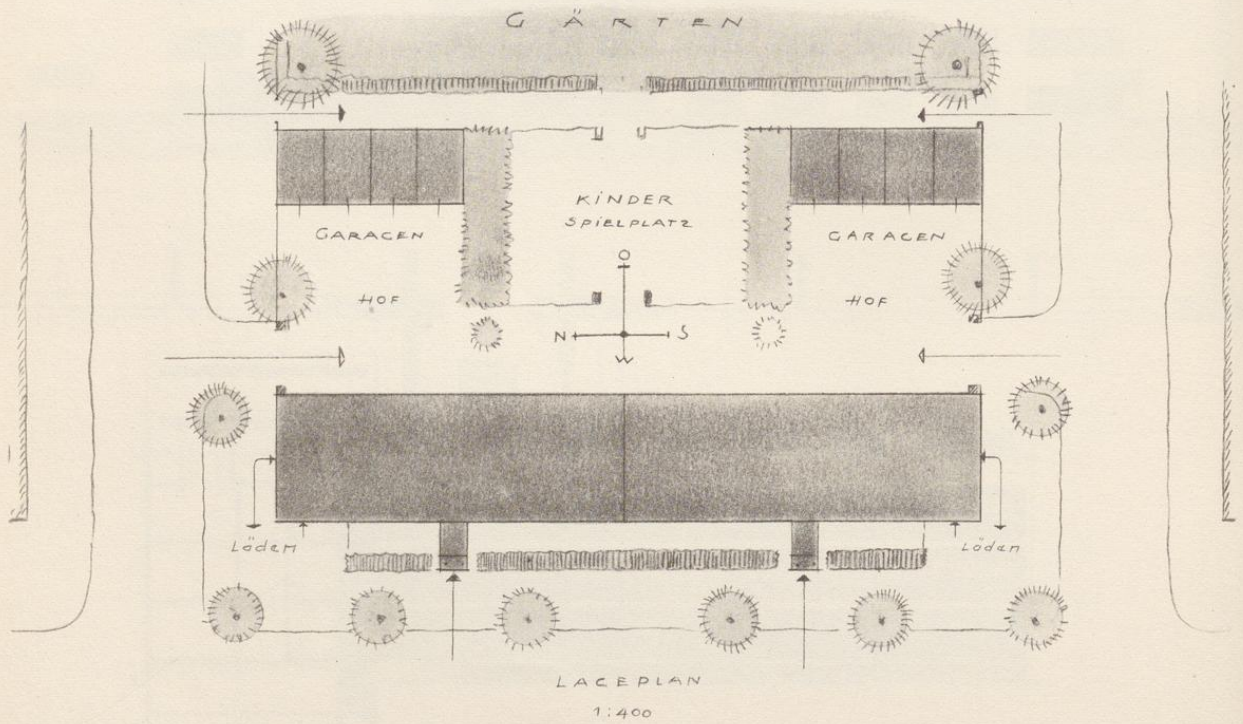 GÄRTEN
KINDER
SPIELPLATZ
GARAGEN
GARAGEN
HOF
HOF
O
N
S
W
Läden
Läden
LAGEPLAN
1:400